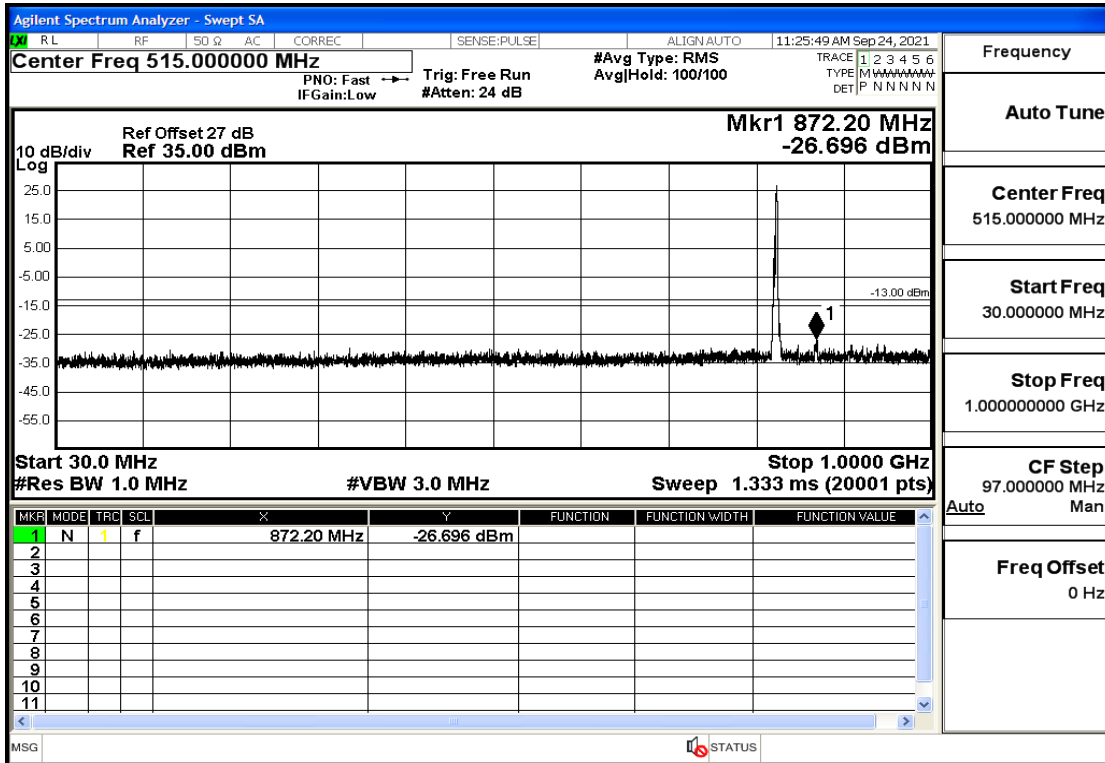 Agilent Spectrum Analyzer - Swept SA
LXI RL RF 50 Ω AC CORREC SENSE:PULSE ALIGN AUTO 11:25:49 AM Sep 24, 2021
Center Freq 515.000000 MHz
PNO: Fast
IFGain:Low
Trig: Free Run
#Atten: 24 dB
#Avg Type: RMS
Avg|Hold: 100/100
TRACE 1 2 3 4 5 6
TYPE M WWWWW
DET P N N N N N
Mkr1 872.20 MHz
-26.696 dBm
Ref Offset 27 dB
10 dB/div Ref 35.00 dBm
Log
25.0
15.0
5.00
-5.00
-13.00 dBm
-15.0
1
-25.0
-35.0
-45.0
-55.0
Start 30.0 MHz Stop 1.0000 GHz
#Res BW 1.0 MHz #VBW 3.0 MHz Sweep 1.333 ms (20001 pts)
MKR MODE TRC SCL X Y FUNCTION FUNCTION WIDTH FUNCTION VALUE
1 N 1 f 872.20 MHz -26.696 dBm
2
3
4
5
6
7
8
9
10
11
MSG STATUS
Frequency
Auto Tune
Center Freq
515.000000 MHz
Start Freq
30.000000 MHz
Stop Freq
1.000000000 GHz
CF Step
97.000000 MHz
Auto Man
Freq Offset
0 Hz